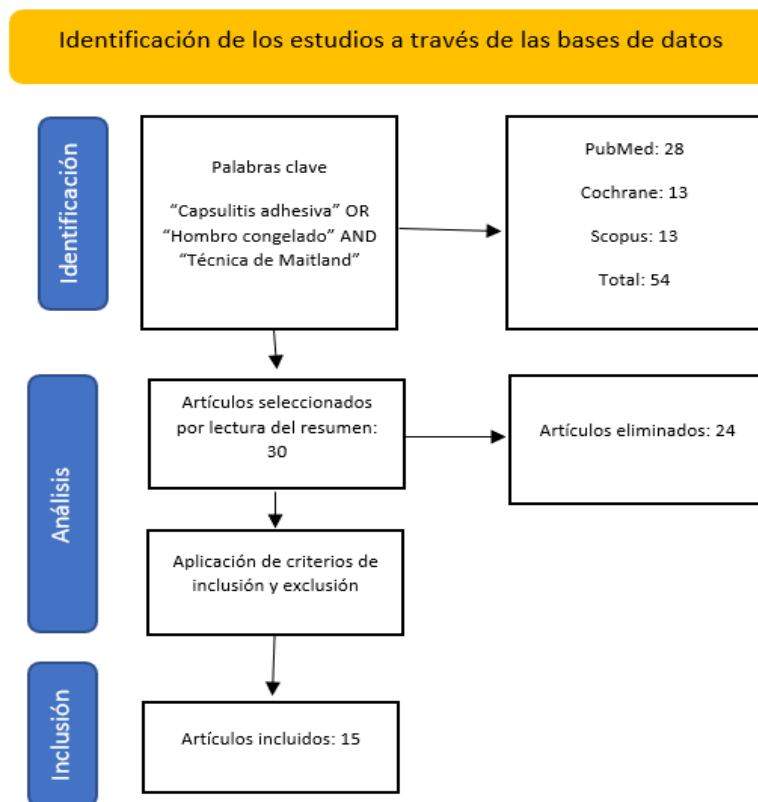 Identificación de los estudios a través de las bases de datos
Identificación
Palabras clave
“Capsulitis adhesiva” OR
“Hombro congelado” AND
“Técnica de Maitland”
PubMed: 28
Cochrane: 13
Scopus: 13
Total: 54
Análisis
Artículos seleccionados
por lectura del resumen:
30
Artículos eliminados: 24
Aplicación de criterios de
inclusión y exclusión
Inclusión
Artículos incluidos: 15